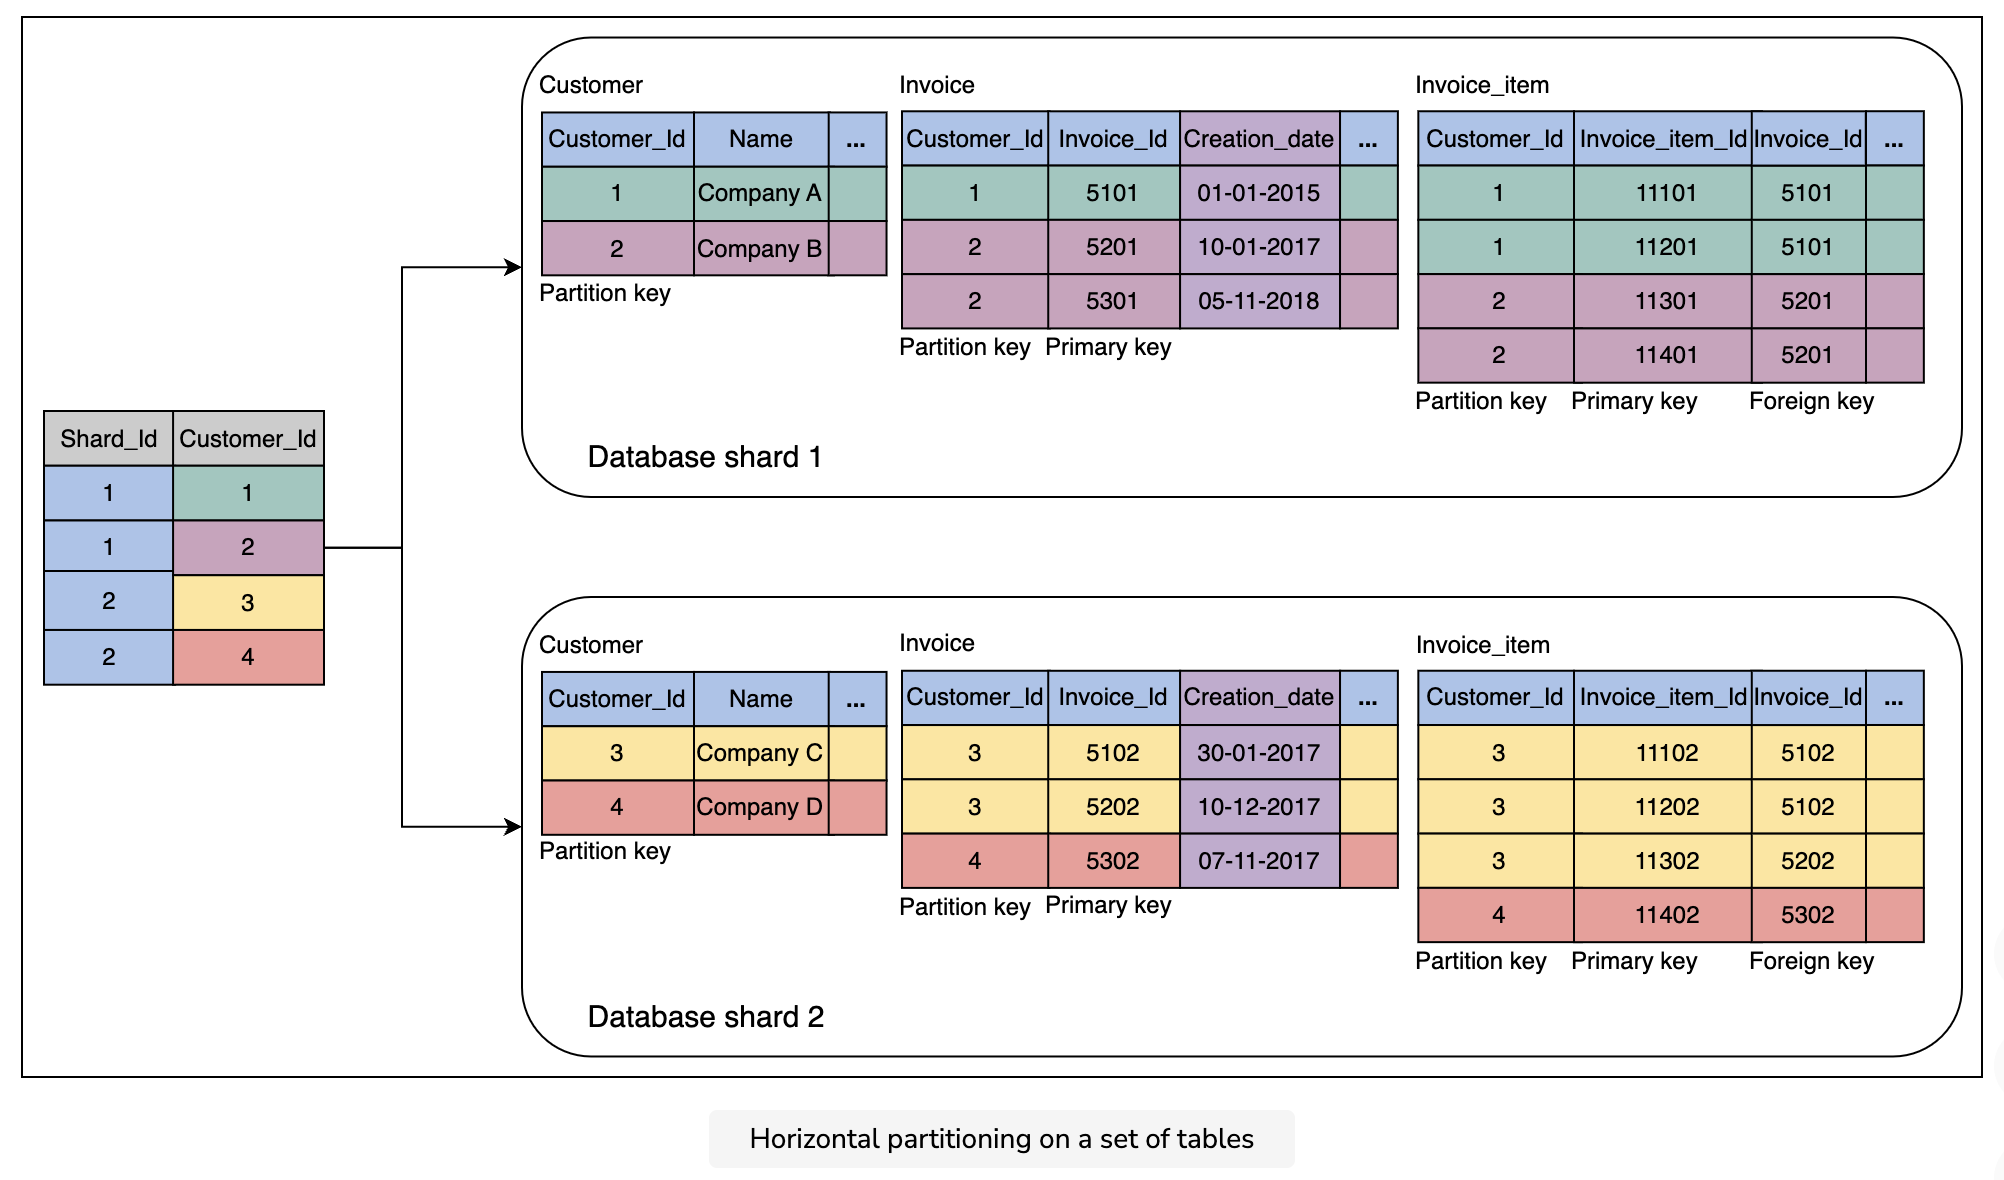 Shard_Id Customer_Id
1 1
1 2
2 3
2 4
Customer
Customer_Id Name ...
1 Company A
2 Company B
Partition key
Invoice
Customer_Id Invoice_Id Creation_date ...
1 5101 01-01-2015
2 5201 10-01-2017
2 5301 05-11-2018
Partition key Primary key
Invoice_item
Customer_Id Invoice_item_Id Invoice_Id ...
1 11101 5101
1 11201 5101
2 11301 5201
2 11401 5201
Partition key Primary key Foreign key
Database shard 1
Customer
Customer_Id Name ...
3 Company C
4 Company D
Partition key
Invoice
Customer_Id Invoice_Id Creation_date ...
3 5102 30-01-2017
3 5202 10-12-2017
4 5302 07-11-2017
Partition key Primary key
Invoice_item
Customer_Id Invoice_item_Id Invoice_Id ...
3 11102 5102
3 11202 5102
3 11302 5202
4 11402 5302
Partition key Primary key Foreign key
Database shard 2
Horizontal partitioning on a set of tables